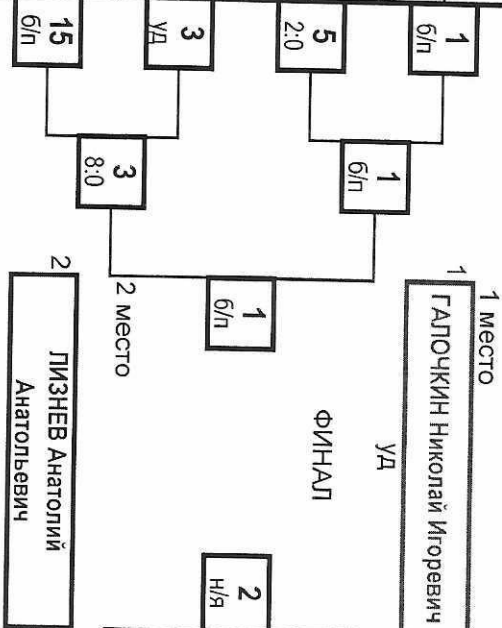 1 место
1
б/п
1
ГАЛОЧКИН Николай Игоревич
1
б/п
уд
5
2:0
ФИНАЛ
1
б/п
2
н/я
3
уд
3
8:0
2 место
15
б/п
2
ЛИЗНЕВ Анатолий
Анатольевич